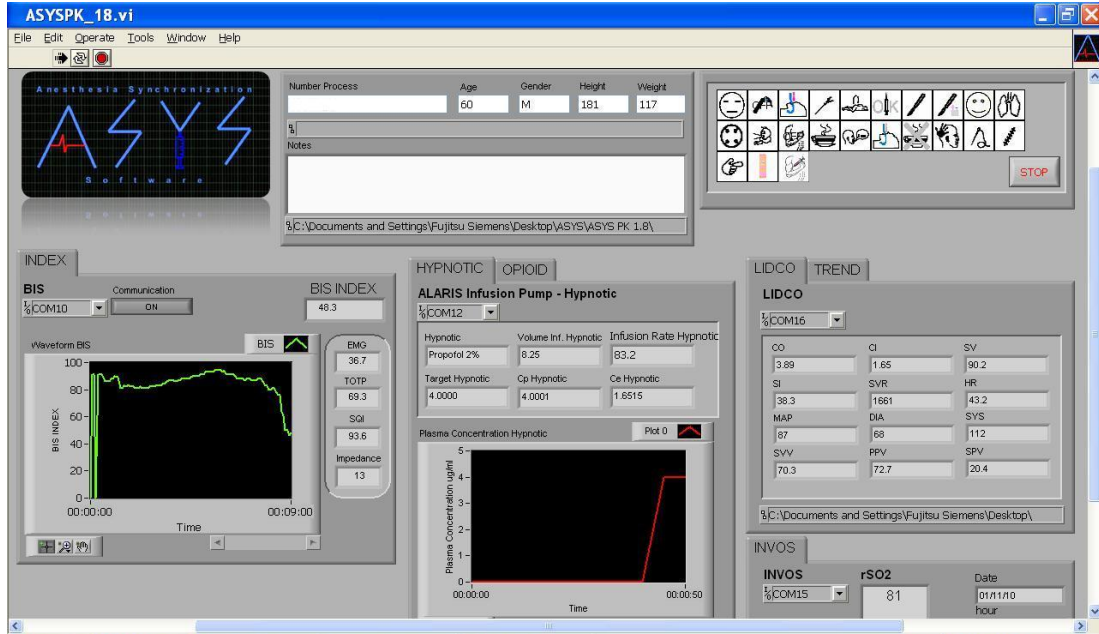 ASYSPK_18.vi
File Edit Operate Tools Window Help
Anesthesia Synchronization
ASYS
Software
Number Process Age Gender Height Weight
60 M 181 117
Notes
C:\Documents and Settings\Fujitsu Siemens\Desktop\ASYS\ASYS PK 1.8\
OK
STOP
INDEX
BIS Communication BIS INDEX
COM10 ON 48.3
Waveform BIS BIS
EMG
36.7
TOTP
69.3
SQI
93.6
Impedance
13
BIS INDEX
100
80
60
40
20
0
00:00:00 00:09:00
Time
HYPNOTIC OPIOID
ALARIS Infusion Pump - Hypnotic
COM12
Hypnotic Volume Inf. Hypnotic Infusion Rate Hypnotic
Propofol 2% 8.25 83.2
Target Hypnotic Cp Hypnotic Ce Hypnotic
4.0000 4.0001 1.6515
Plasma Concentration Hypnotic Plot 0
Plasma Concentration ug/ml
5
4
3
2
1
0
00:00:00 00:00:50
Time
LIDCO TREND
LIDCO
COM16
CO CI SV
3.89 1.65 90.2
SI SVR HR
38.3 1661 43.2
MAP DIA SYS
87 68 112
SVV PPV SPV
70.3 72.7 20.4
C:\Documents and Settings\Fujitsu Siemens\Desktop\
INVOS
INVOS rSO2 Date
COM15 81 01/11/10
hour